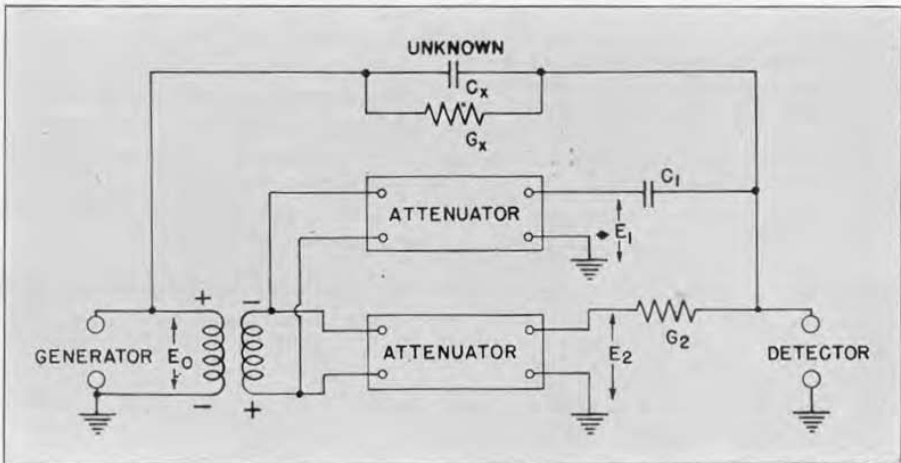 UNKNOWN
Cx
Gx
ATTENUATOR
C1
E1
+ -
GENERATOR
E0
ATTENUATOR
E2
G2
DETECTOR
- +